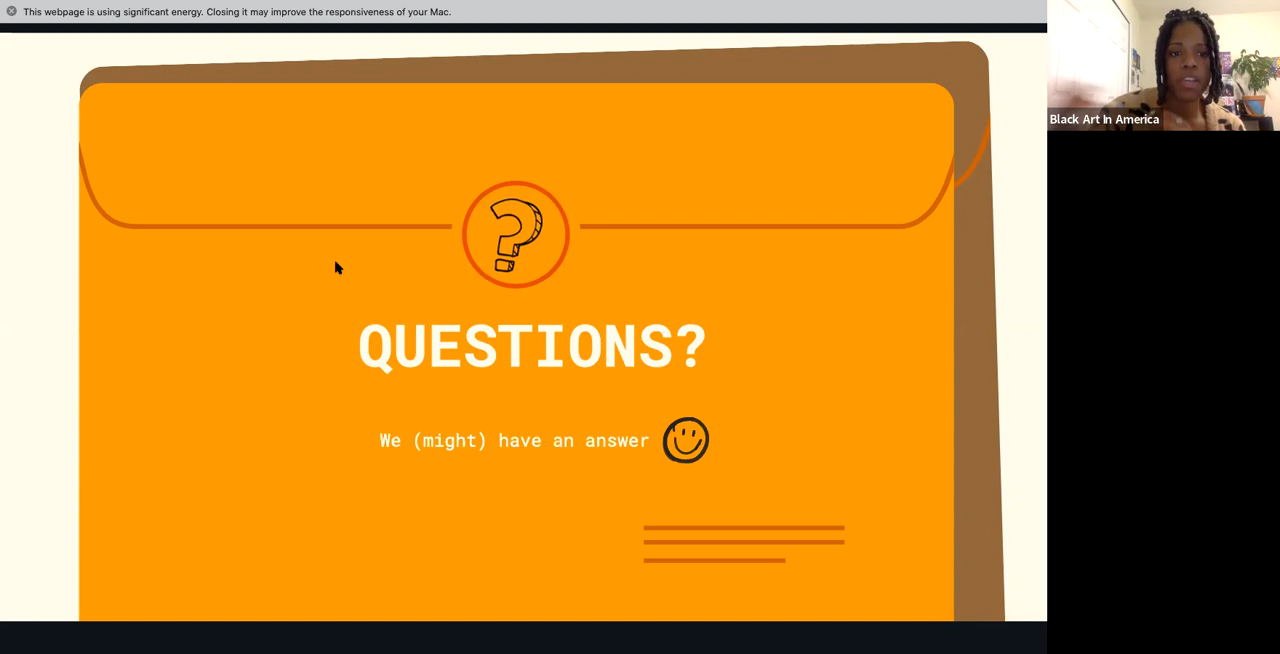 This webpage is using significant energy. Closing it may improve the responsiveness of your Mac.
Black Art In America
?
QUESTIONS?
We (might) have an answer